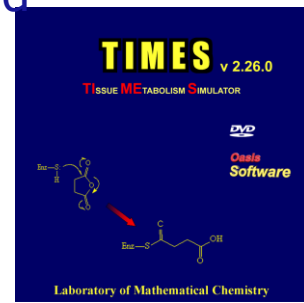 d
TIMES v 2.26.0
TISSUE METABOLISM SIMULATOR
DVD
Oasis
Software
Enz—S
H
O
O
O
C
Enz—S
OH
O
Laboratory of Mathematical Chemistry